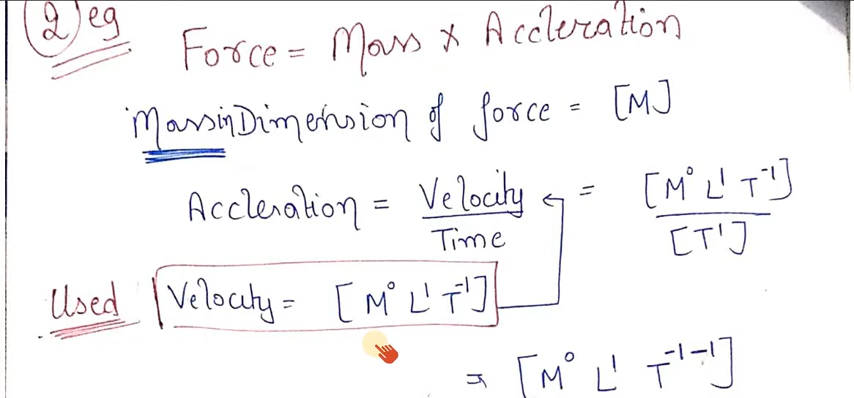 (2) eg
Force = Mass × Accleration
Mass in Dimension of force = [M]
Accleration = Velocity / Time = [M⁰ L¹ T⁻¹] / [T¹]
Used Velocity = [M⁰ L¹ T⁻¹]
= [M⁰ L¹ T⁻¹⁻¹]